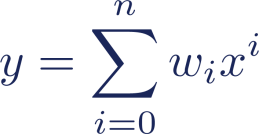 $y = \sum_{i=0}^{n} w_i x^i$